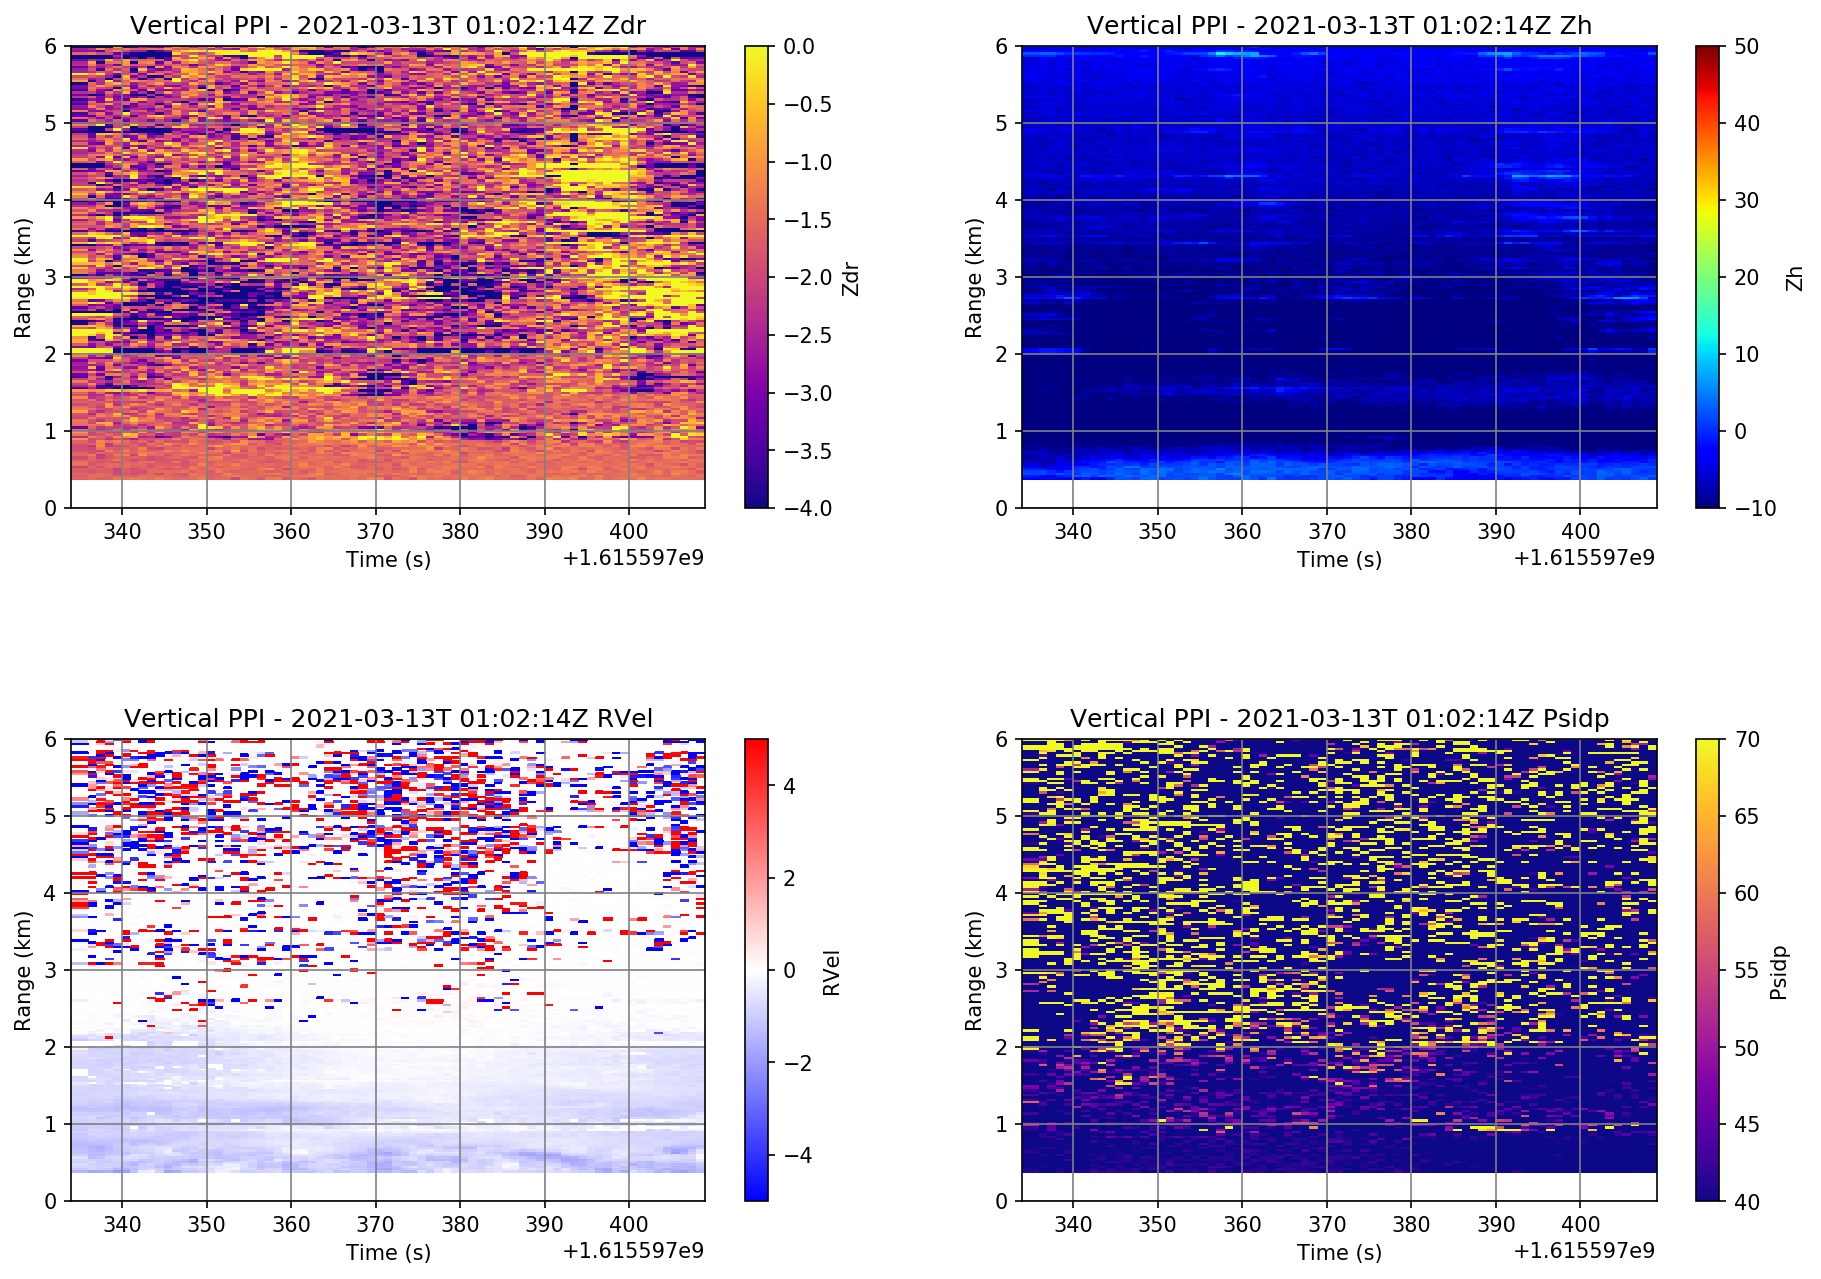 Vertical PPI - 2021-03-13T 01:02:14Z Zdr
6
5
4
3
2
1
0
Range (km)
340 350 360 370 380 390 400
Time (s)
+1.615597e9
0.0
−0.5
−1.0
−1.5
−2.0
−2.5
−3.0
−3.5
−4.0
Zdr
Vertical PPI - 2021-03-13T 01:02:14Z Zh
6
5
4
3
2
1
0
Range (km)
340 350 360 370 380 390 400
Time (s)
+1.615597e9
50
40
30
20
10
0
−10
Zh
Vertical PPI - 2021-03-13T 01:02:14Z RVel
6
5
4
3
2
1
0
Range (km)
340 350 360 370 380 390 400
Time (s)
+1.615597e9
4
2
0
−2
−4
RVel
Vertical PPI - 2021-03-13T 01:02:14Z Psidp
6
5
4
3
2
1
0
Range (km)
340 350 360 370 380 390 400
Time (s)
+1.615597e9
70
65
60
55
50
45
40
Psidp